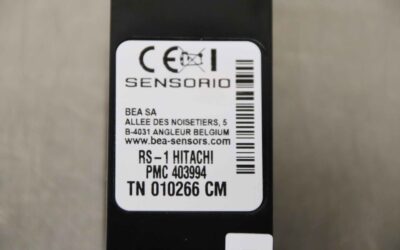 CE
SENSORIO
BEA SA
ALLEE DES NOISETIERS, 5
B-4031 ANGLEUR BELGIUM
www.bea-sensors.com
RS-1 HITACHI
PMC 403994
TN 010266 CM